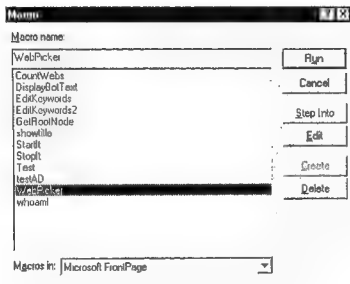 Macro
Macro name:
WebPicker
Run
CountWebs
DisplayBotText
EditKeywords
EditKeywords2
GetRootNode
showtitle
StartIt
StopIt
Test
testAD
WebPicker
whoamI
Cancel
Step Into
Edit
Create
Delete
Macros in: Microsoft FrontPage